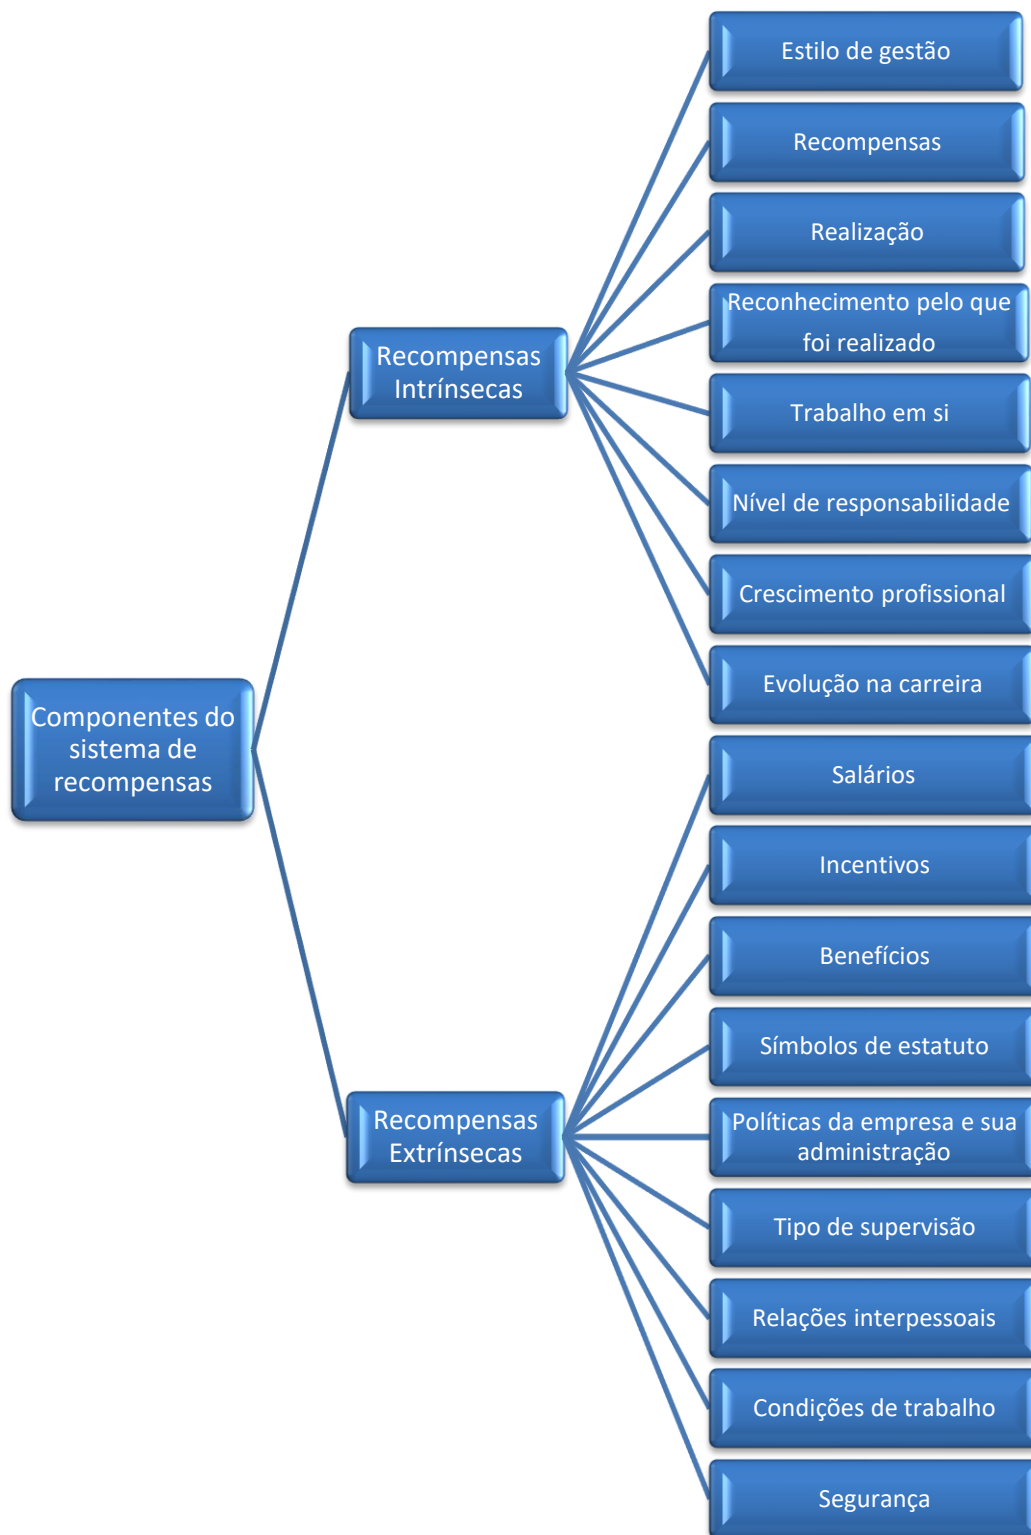 Componentes do
sistema de
recompensas
Recompensas
Intrínsecas
Estilo de gestão
Recompensas
Realização
Reconhecimento pelo que
foi realizado
Trabalho em si
Nível de responsabilidade
Crescimento profissional
Evolução na carreira
Recompensas
Extrínsecas
Salários
Incentivos
Benefícios
Símbolos de estatuto
Políticas da empresa e sua
administração
Tipo de supervisão
Relações interpessoais
Condições de trabalho
Segurança